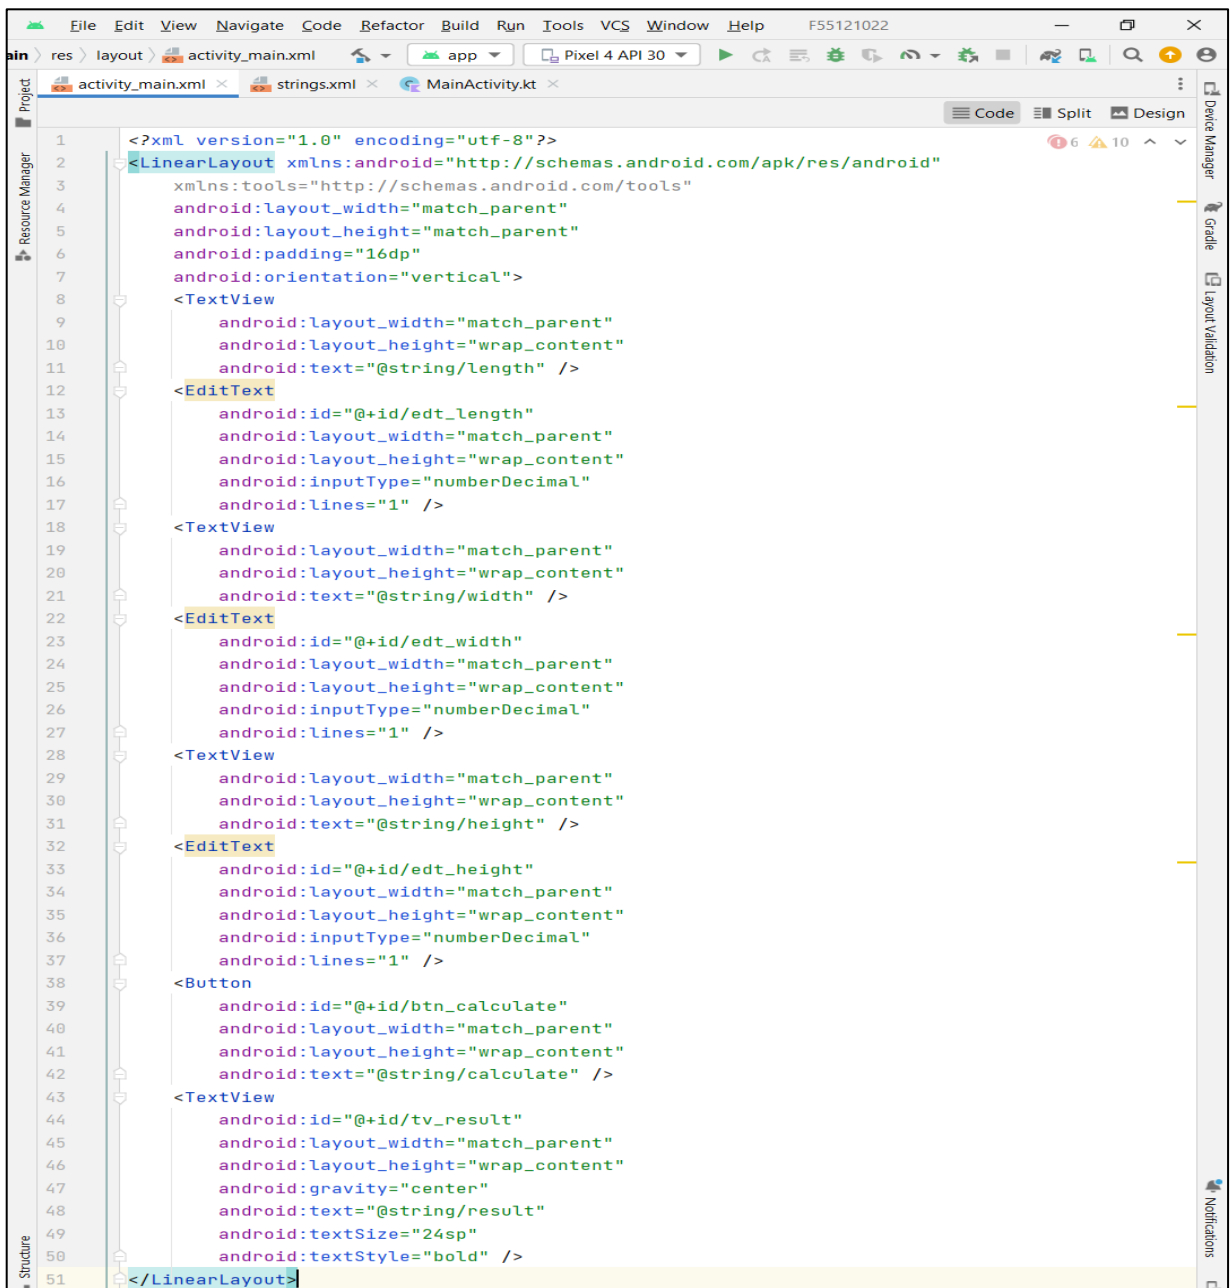 File Edit View Navigate Code Refactor Build Run Tools VCS Window Help F55121022
ain res layout activity_main.xml app Pixel 4 API 30
activity_main.xml strings.xml MainActivity.kt
Code Split Design
6 10
1 <?xml version="1.0" encoding="utf-8"?>
2 <LinearLayout xmlns:android="http://schemas.android.com/apk/res/android"
3 xmlns:tools="http://schemas.android.com/tools"
4 android:layout_width="match_parent"
5 android:layout_height="match_parent"
6 android:padding="16dp"
7 android:orientation="vertical">
8 <TextView
9 android:layout_width="match_parent"
10 android:layout_height="wrap_content"
11 android:text="@string/length" />
12 <EditText
13 android:id="@+id/edt_length"
14 android:layout_width="match_parent"
15 android:layout_height="wrap_content"
16 android:inputType="numberDecimal"
17 android:lines="1" />
18 <TextView
19 android:layout_width="match_parent"
20 android:layout_height="wrap_content"
21 android:text="@string/width" />
22 <EditText
23 android:id="@+id/edt_width"
24 android:layout_width="match_parent"
25 android:layout_height="wrap_content"
26 android:inputType="numberDecimal"
27 android:lines="1" />
28 <TextView
29 android:layout_width="match_parent"
30 android:layout_height="wrap_content"
31 android:text="@string/height" />
32 <EditText
33 android:id="@+id/edt_height"
34 android:layout_width="match_parent"
35 android:layout_height="wrap_content"
36 android:inputType="numberDecimal"
37 android:lines="1" />
38 <Button
39 android:id="@+id/btn_calculate"
40 android:layout_width="match_parent"
41 android:layout_height="wrap_content"
42 android:text="@string/calculate" />
43 <TextView
44 android:id="@+id/tv_result"
45 android:layout_width="match_parent"
46 android:layout_height="wrap_content"
47 android:gravity="center"
48 android:text="@string/result"
49 android:textSize="24sp"
50 android:textStyle="bold" />
51 </LinearLayout>
Project
Resource Manager
Structure
Device Manager
Gradle
Layout Validation
Notifications